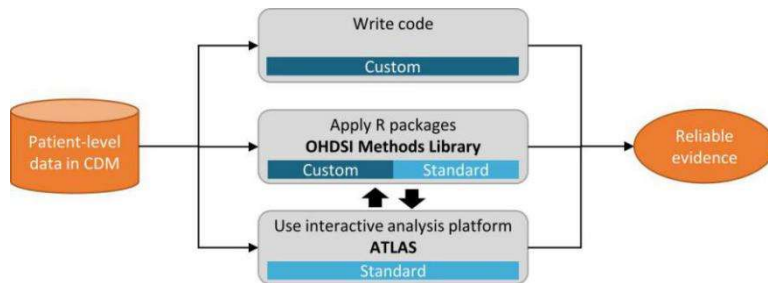 Write code
Custom
Patient-level
data in CDM
Apply R packages
OHDSI Methods Library
Custom Standard
Reliable
evidence
Use interactive analysis platform
ATLAS
Standard